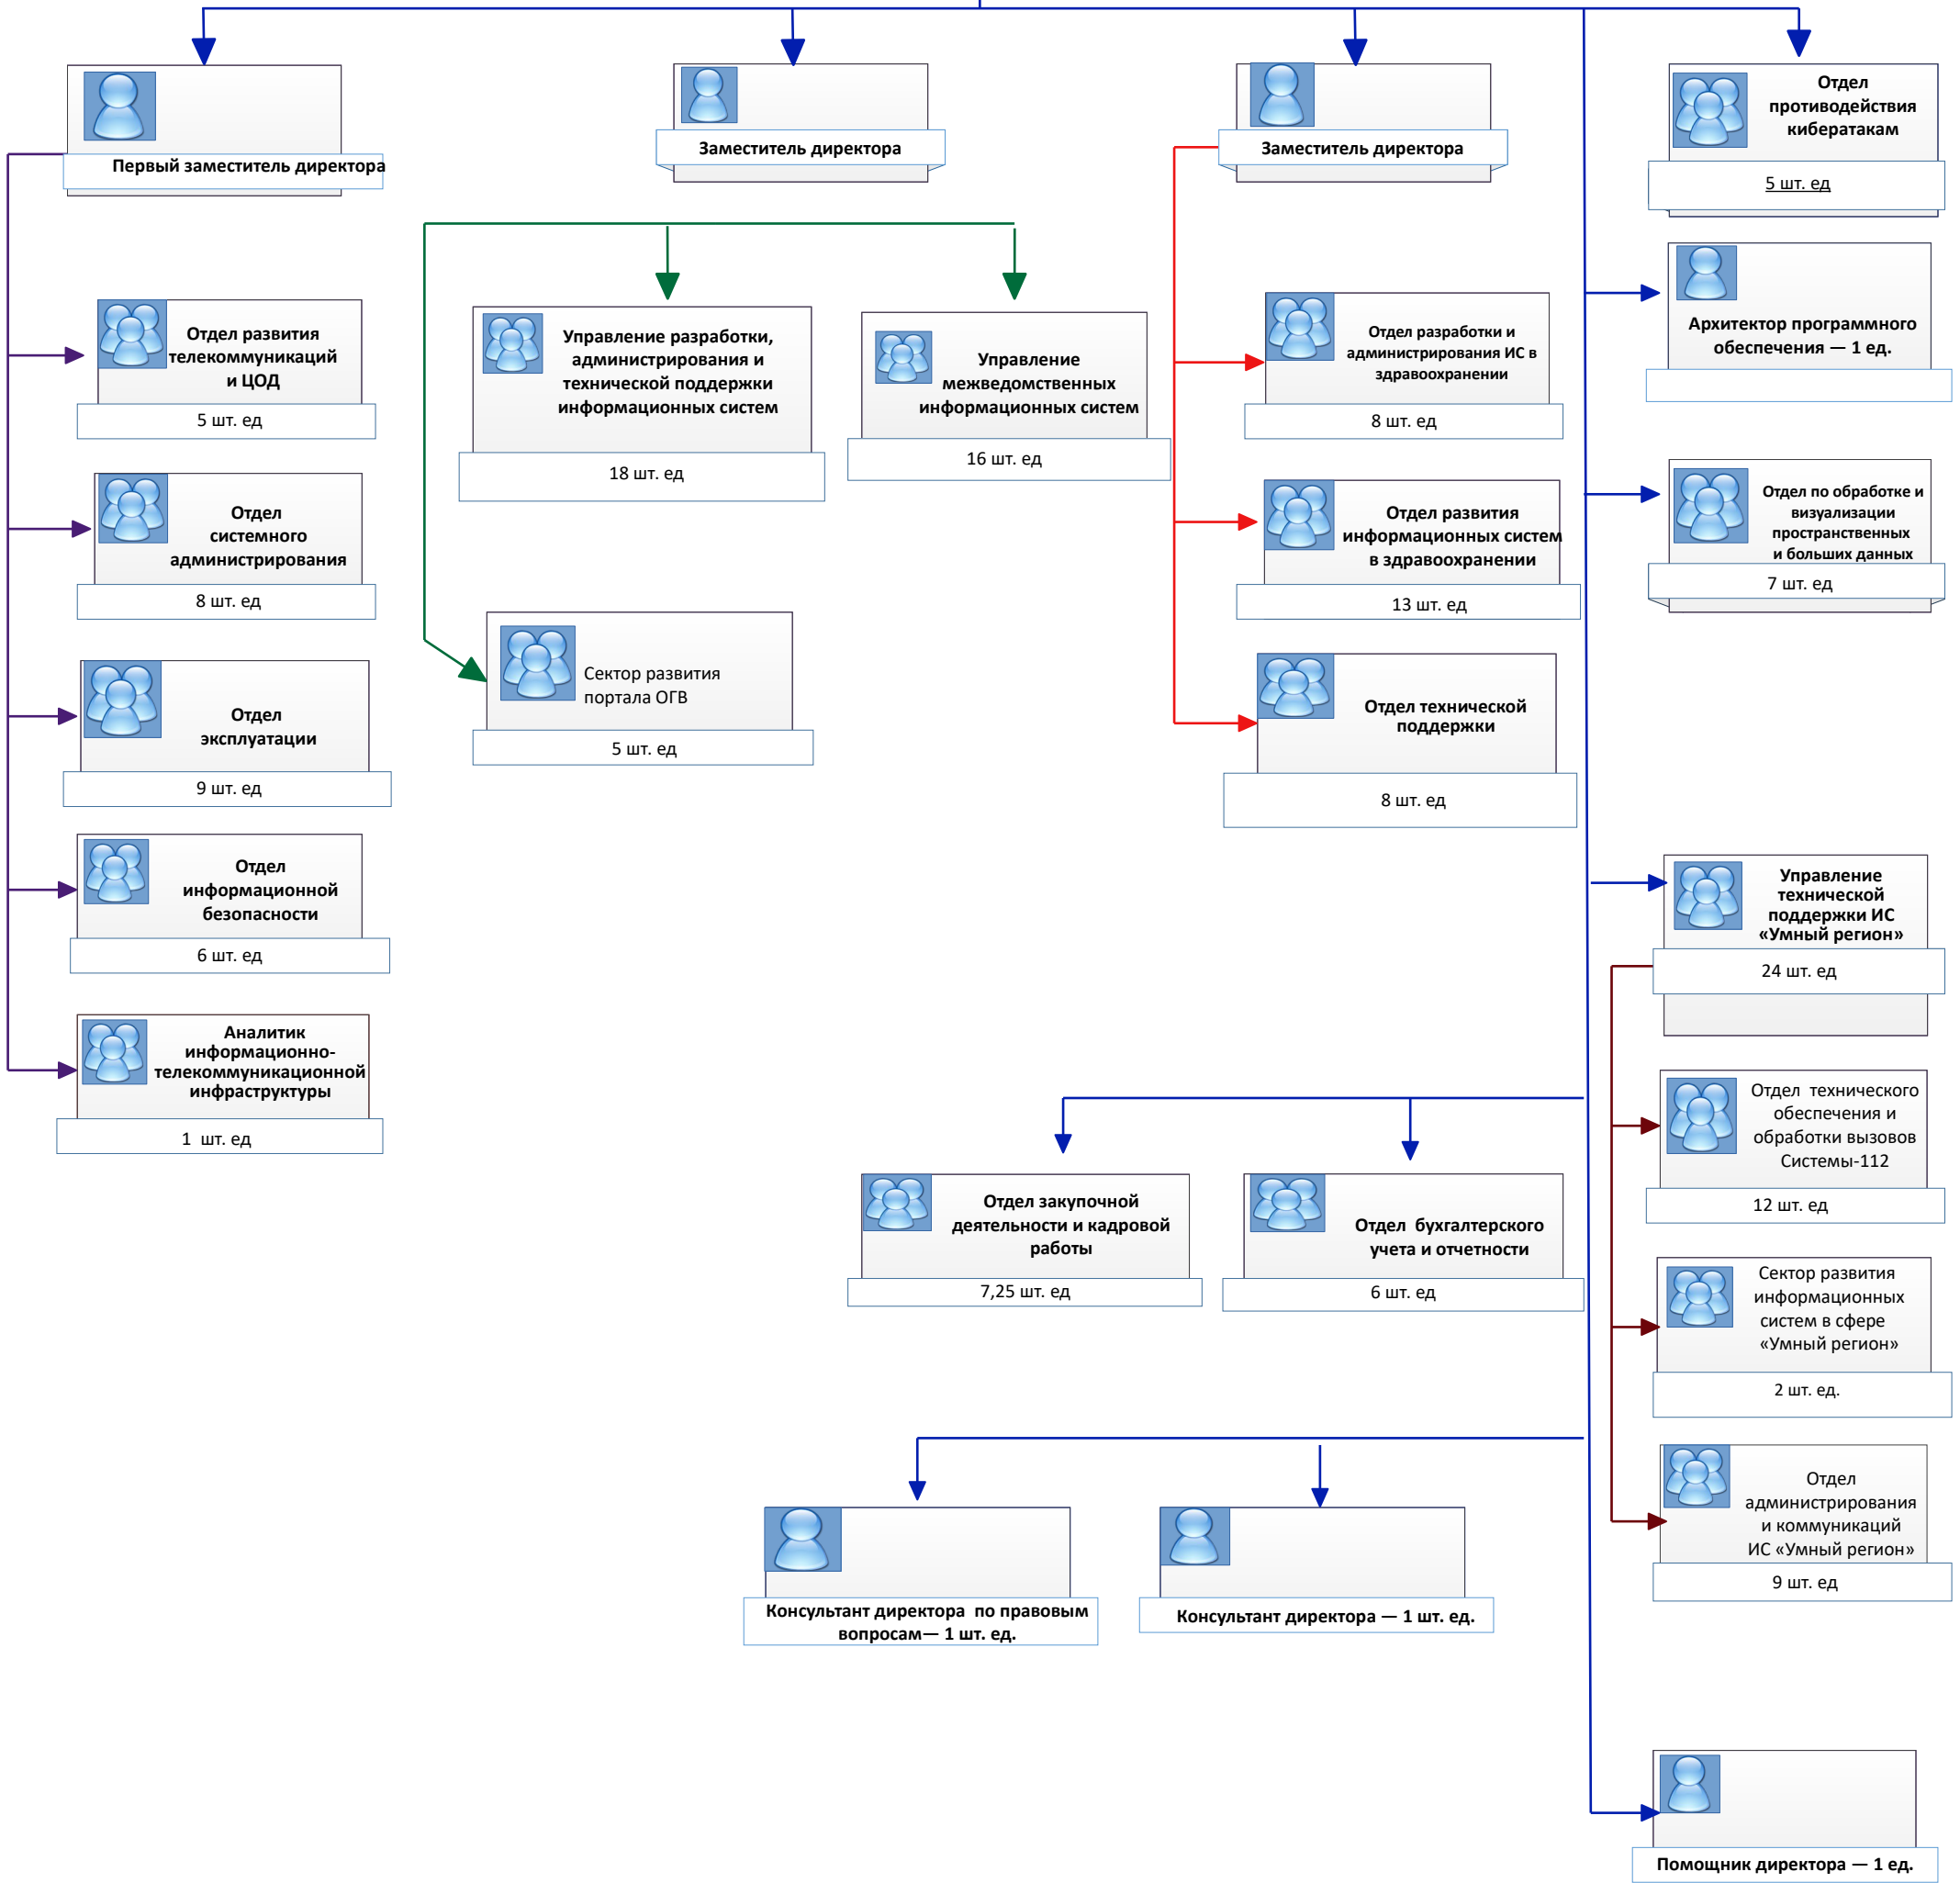 Первый заместитель директора
Заместитель директора
Заместитель директора
Отдел
противодействия
кибератакам
5 шт. ед
Архитектор программного
обеспечения — 1 ед.
Отдел развития
телекоммуникаций
и ЦОД
5 шт. ед
Управление разработки,
администрирования и
технической поддержки
информационных систем
18 шт. ед
Управление
межведомственных
информационных систем
16 шт. ед
Отдел разработки и
администрирования ИС в
здравоохранении
8 шт. ед
Отдел по обработке и
визуализации
пространственных
и больших данных
7 шт. ед
Отдел
системного
администрирования
8 шт. ед
Отдел развития
информационных систем
в здравоохранении
13 шт. ед
Сектор развития
портала ОГВ
5 шт. ед
Отдел технической
поддержки
8 шт. ед
Отдел
эксплуатации
9 шт. ед
Отдел
информационной
безопасности
6 шт. ед
Управление
технической
поддержки ИС
«Умный регион»
24 шт. ед
Аналитик
информационно-
телекоммуникационной
инфраструктуры
1 шт. ед
Отдел технического
обеспечения и
обработки вызовов
Системы-112
12 шт. ед
Отдел закупочной
деятельности и кадровой
работы
7,25 шт. ед
Отдел бухгалтерского
учета и отчетности
6 шт. ед
Сектор развития
информационных
систем в сфере
«Умный регион»
2 шт. ед.
Отдел
администрирования
и коммуникаций
ИС «Умный регион»
9 шт. ед
Консультант директора по правовым
вопросам— 1 шт. ед.
Консультант директора — 1 шт. ед.
Помощник директора — 1 ед.